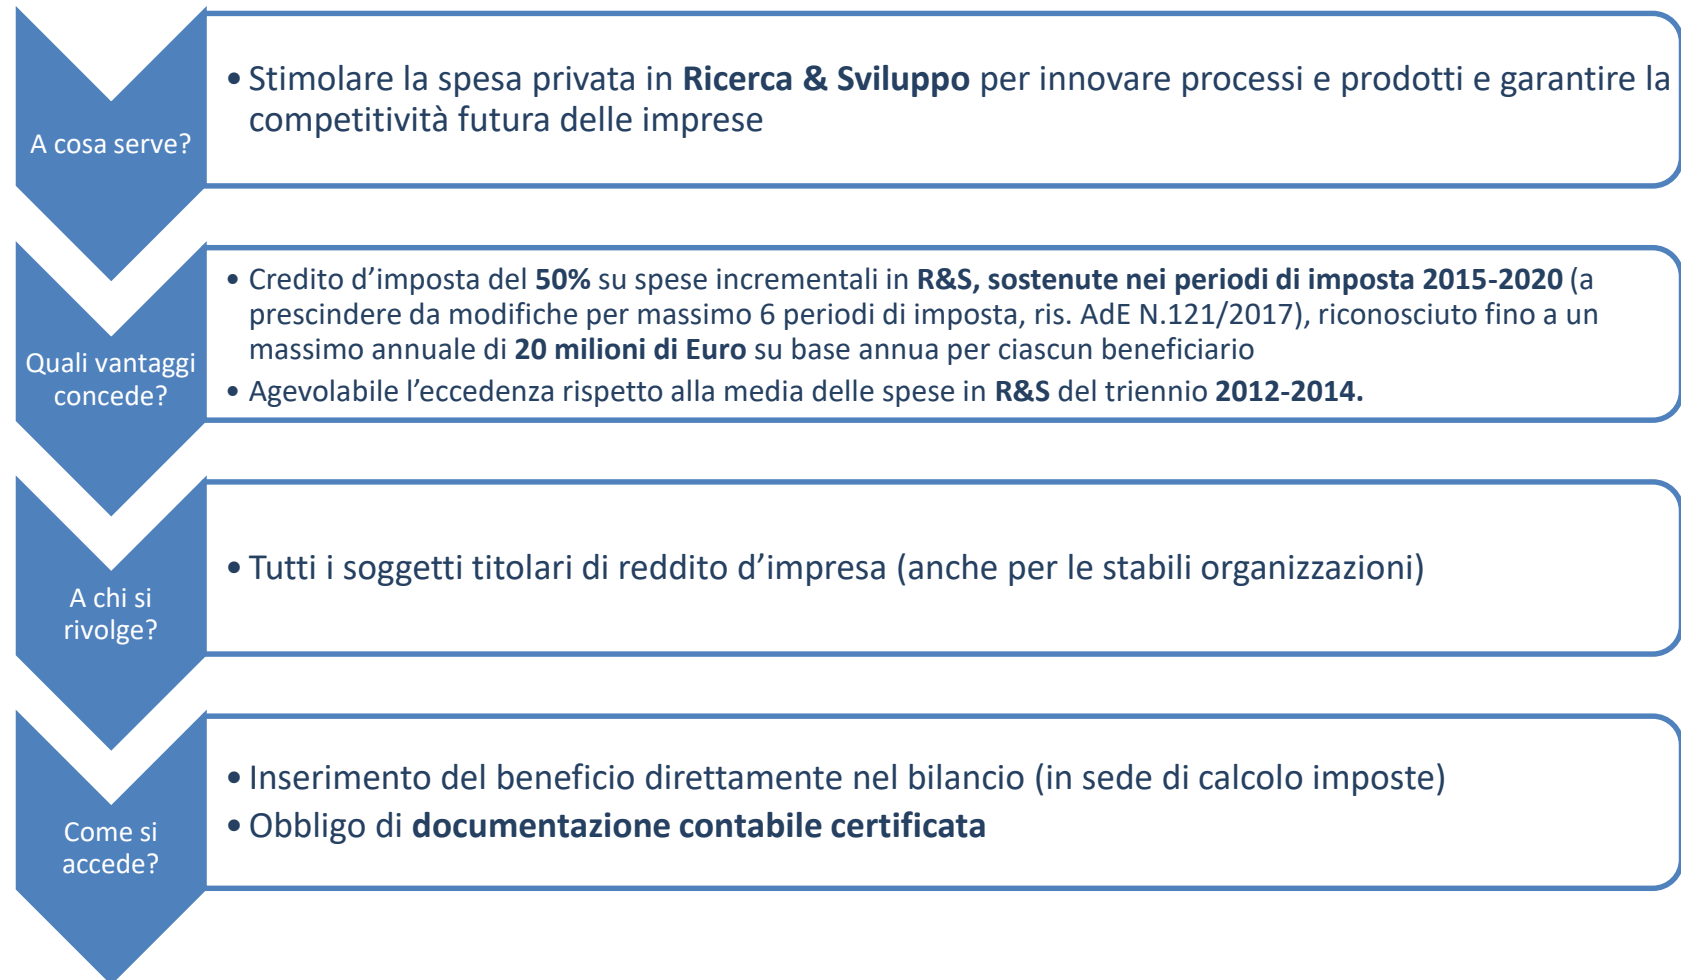 A cosa serve?
• Stimolare la spesa privata in Ricerca & Sviluppo per innovare processi e prodotti e garantire la
competitività futura delle imprese
Quali vantaggi
concede?
• Credito d’imposta del 50% su spese incrementali in R&S, sostenute nei periodi di imposta 2015-2020 (a
prescindere da modifiche per massimo 6 periodi di imposta, ris. AdE N.121/2017), riconosciuto fino a un
massimo annuale di 20 milioni di Euro su base annua per ciascun beneficiario
• Agevolabile l’eccedenza rispetto alla media delle spese in R&S del triennio 2012-2014.
A chi si
rivolge?
• Tutti i soggetti titolari di reddito d’impresa (anche per le stabili organizzazioni)
Come si
accede?
• Inserimento del beneficio direttamente nel bilancio (in sede di calcolo imposte)
• Obbligo di documentazione contabile certificata